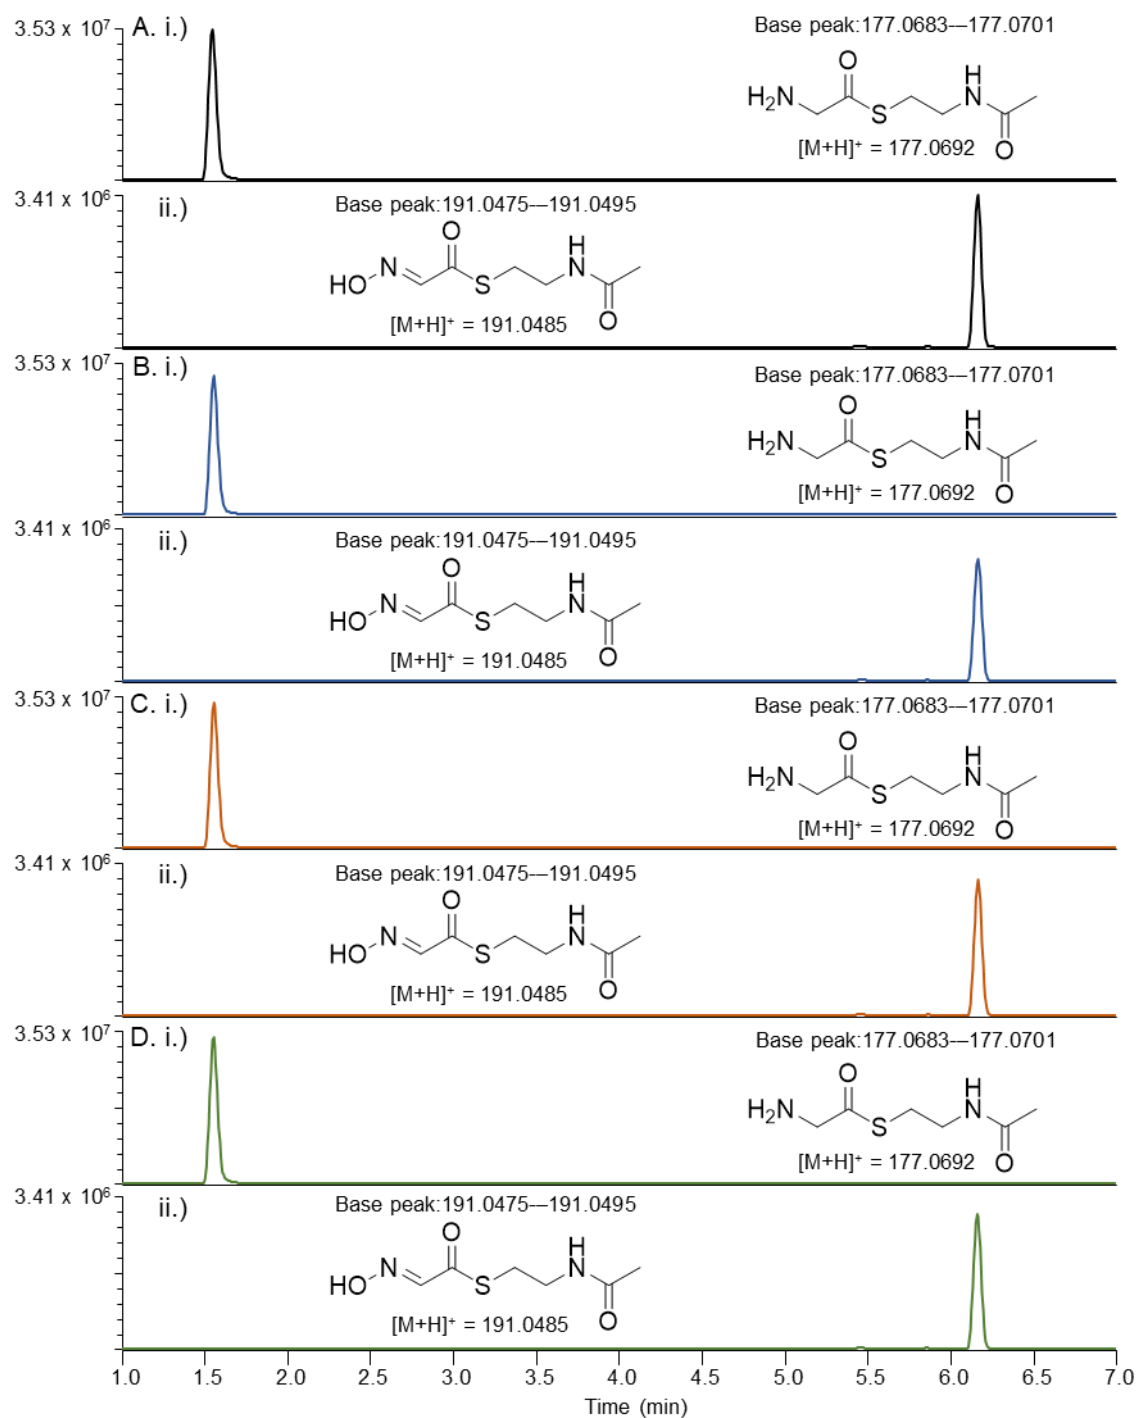 3.53 x 10⁷
A. i.)
Base peak:177.0683-–177.0701
O
H
H₂N
S
N
O
[M+H]⁺ = 177.0692
3.41 x 10⁶
ii.)
Base peak:191.0475-–191.0495
O
H
N
HO
S
N
O
[M+H]⁺ = 191.0485
3.53 x 10⁷
B. i.)
Base peak:177.0683-–177.0701
O
H
H₂N
S
N
O
[M+H]⁺ = 177.0692
3.41 x 10⁶
ii.)
Base peak:191.0475-–191.0495
O
H
N
HO
S
N
O
[M+H]⁺ = 191.0485
3.53 x 10⁷
C. i.)
Base peak:177.0683-–177.0701
O
H
H₂N
S
N
O
[M+H]⁺ = 177.0692
3.41 x 10⁶
ii.)
Base peak:191.0475-–191.0495
O
H
N
HO
S
N
O
[M+H]⁺ = 191.0485
3.53 x 10⁷
D. i.)
Base peak:177.0683-–177.0701
O
H
H₂N
S
N
O
[M+H]⁺ = 177.0692
3.41 x 10⁶
ii.)
Base peak:191.0475-–191.0495
O
H
N
HO
S
N
O
[M+H]⁺ = 191.0485
1.0 1.5 2.0 2.5 3.0 3.5 4.0 4.5 5.0 5.5 6.0 6.5 7.0
Time (min)